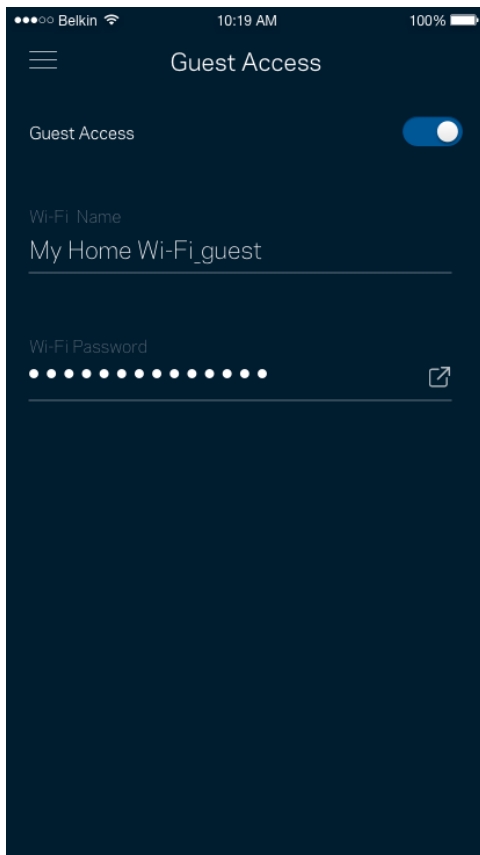 Belkin 10:19 AM 100%
Guest Access
Guest Access
Wi-Fi Name
My Home Wi-Fi_guest
Wi-Fi Password
●●●●●●●●●●●●●●